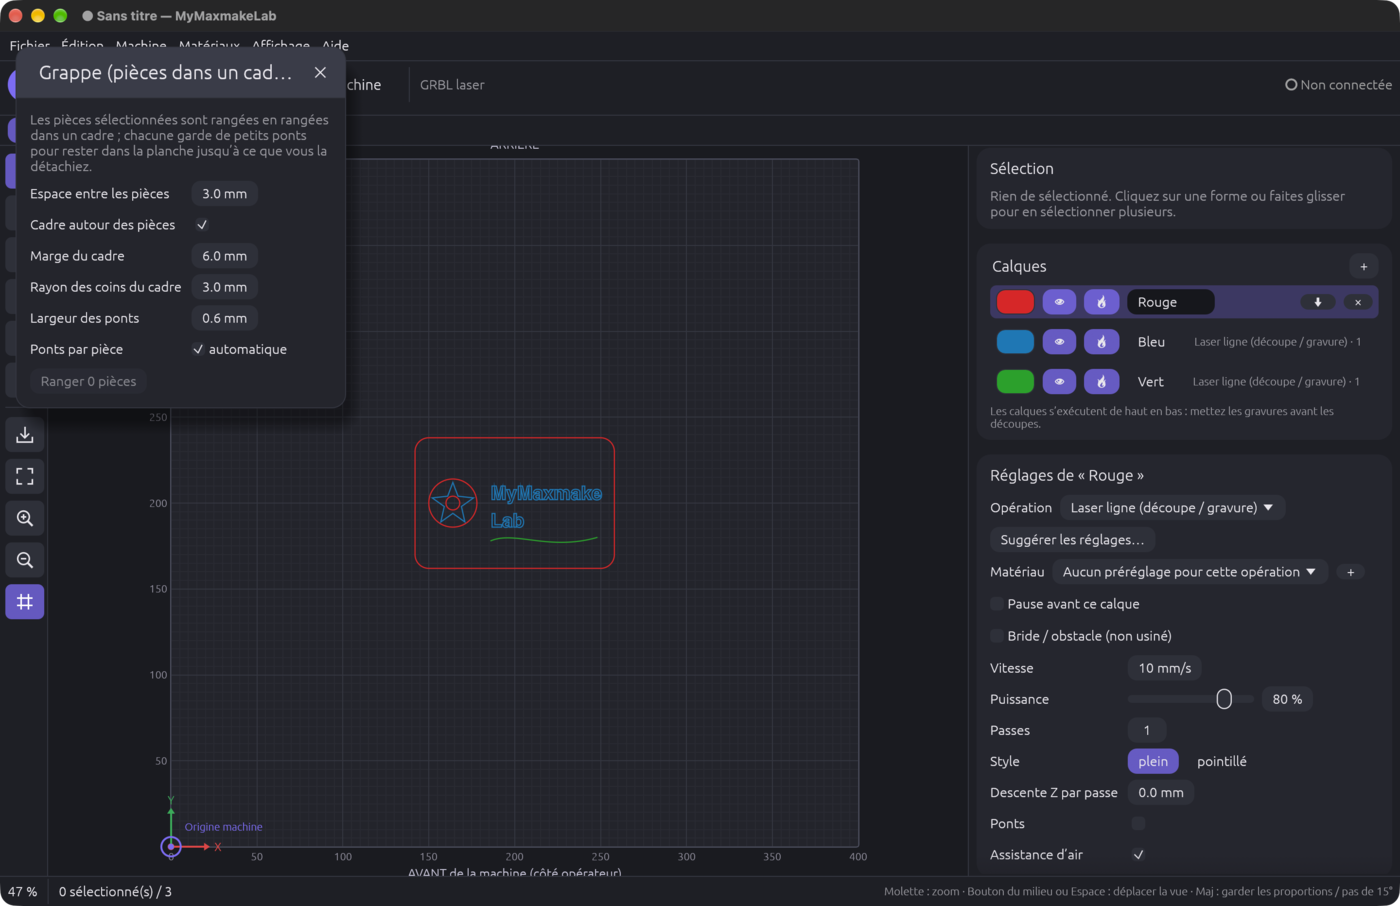 Sans titre — MyMaxmakeLab
Fichier Édition Machine Matériaux Affichage Aide
Grappe (pièces dans un cad…
chine
GRBL laser
Non connectée
Les pièces sélectionnées sont rangées en rangées
dans un cadre ; chacune garde de petits ponts
pour rester dans la planche jusqu'à ce que vous la
détachiez.
Espace entre les pièces 3.0 mm
Cadre autour des pièces
Marge du cadre 6.0 mm
Rayon des coins du cadre 3.0 mm
Largeur des ponts 0.6 mm
Ponts par pièce automatique
Ranger 0 pièces
ARRIÈRE
250
200
150
100
50
MyMaxmake
Lab
Y
Origine machine
X
0 50 100 150 200 250 300 350 400
AVANT de la machine (côté opérateur)
Sélection
Rien de sélectionné. Cliquez sur une forme ou faites glisser
pour en sélectionner plusieurs.
Calques +
Rouge
Bleu Laser ligne (découpe / gravure) · 1
Vert Laser ligne (découpe / gravure) · 1
Les calques s'exécutent de haut en bas : mettez les gravures avant les
découpes.
Réglages de « Rouge »
Opération Laser ligne (découpe / gravure)
Suggérer les réglages…
Matériau Aucun préréglage pour cette opération +
Pause avant ce calque
Bride / obstacle (non usiné)
Vitesse 10 mm/s
Puissance 80 %
Passes 1
Style plein pointillé
Descente Z par passe 0.0 mm
Ponts
Assistance d'air
47 % 0 sélectionné(s) / 3
Molette : zoom · Bouton du milieu ou Espace : déplacer la vue · Maj : garder les proportions / pas de 15°